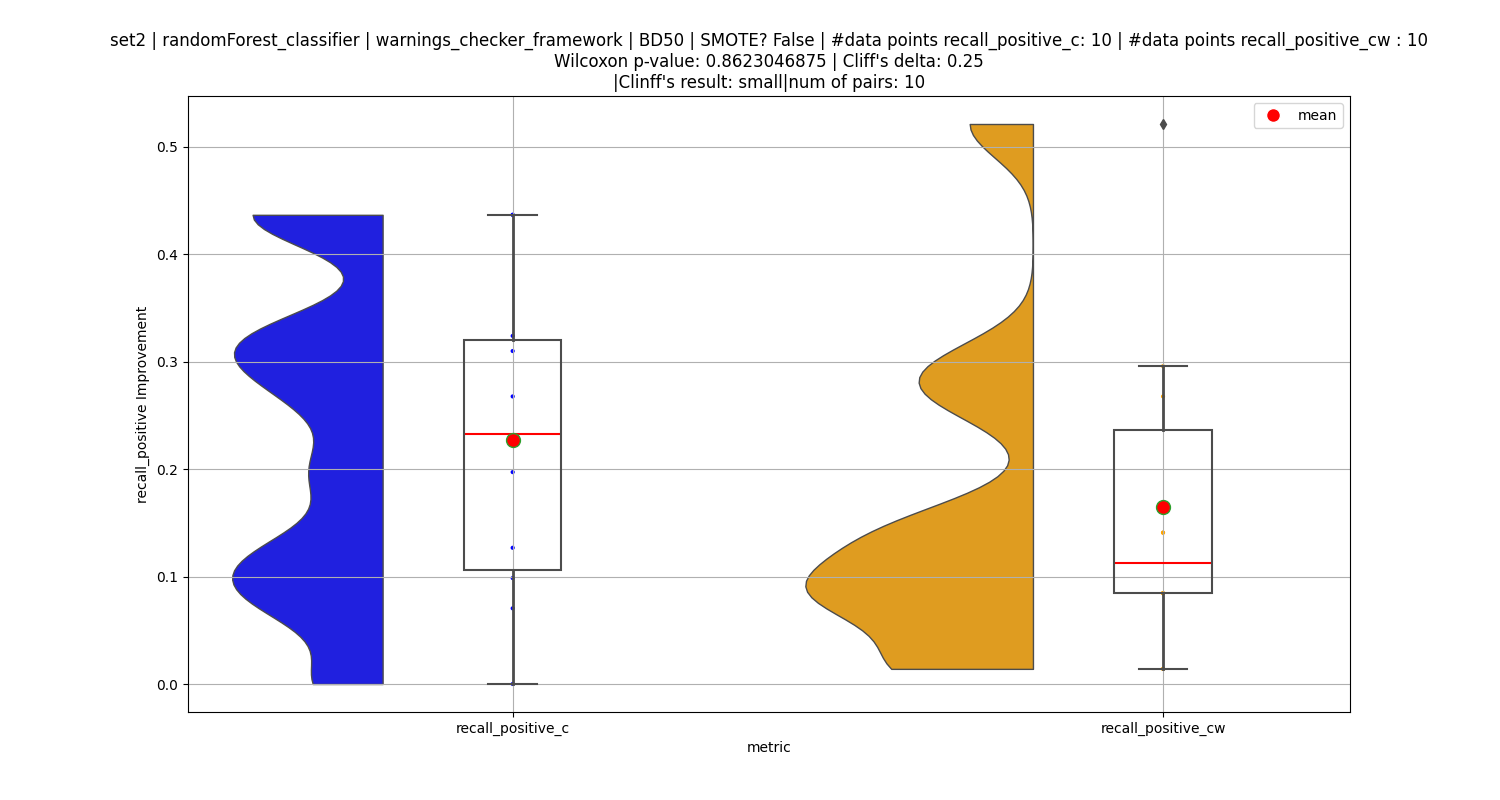 set2 | randomForest_classifier | warnings_checker_framework | BD50 | SMOTE? False | #data points recall_positive_c: 10 | #data points recall_positive_cw : 10
Wilcoxon p-value: 0.8623046875 | Cliff's delta: 0.25
|Clinff's result: small|num of pairs: 10
mean
0.5
0.4
0.3
0.2
0.1
0.0
recall_positive Improvement
recall_positive_c
recall_positive_cw
metric